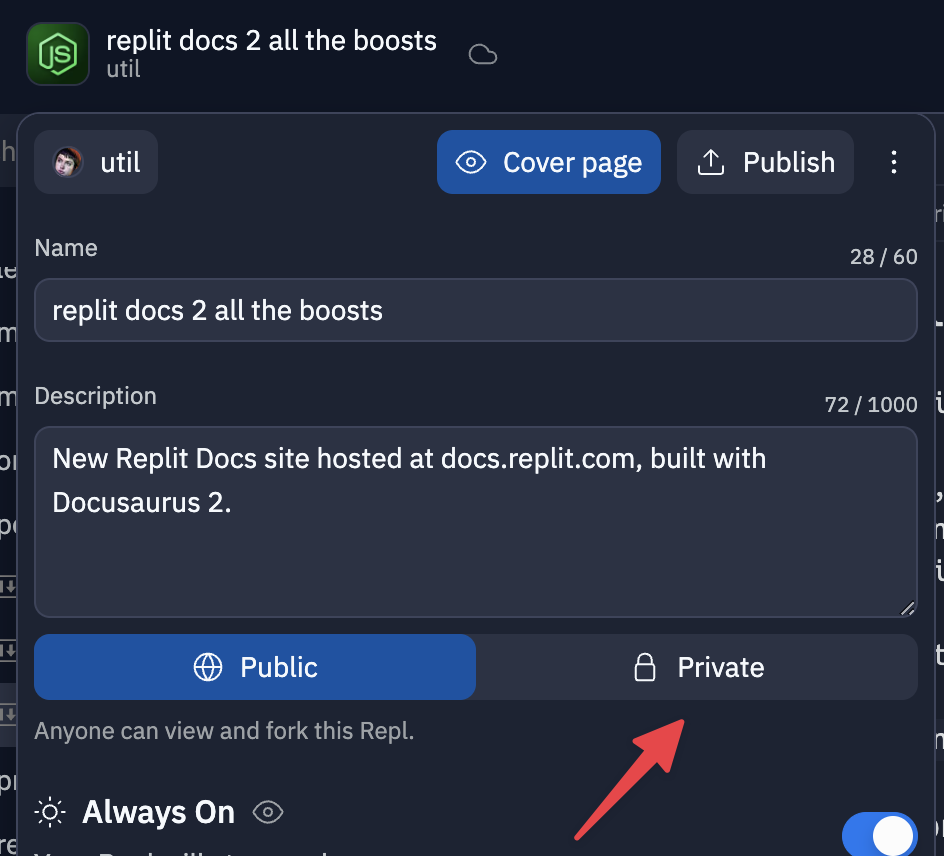 JS
replit docs 2 all the boosts
util
util
Cover page
Publish
Name
28 / 60
replit docs 2 all the boosts
Description
72 / 1000
New Replit Docs site hosted at docs.replit.com, built with
Docusaurus 2.
Public
Private
Anyone can view and fork this Repl.
Always On